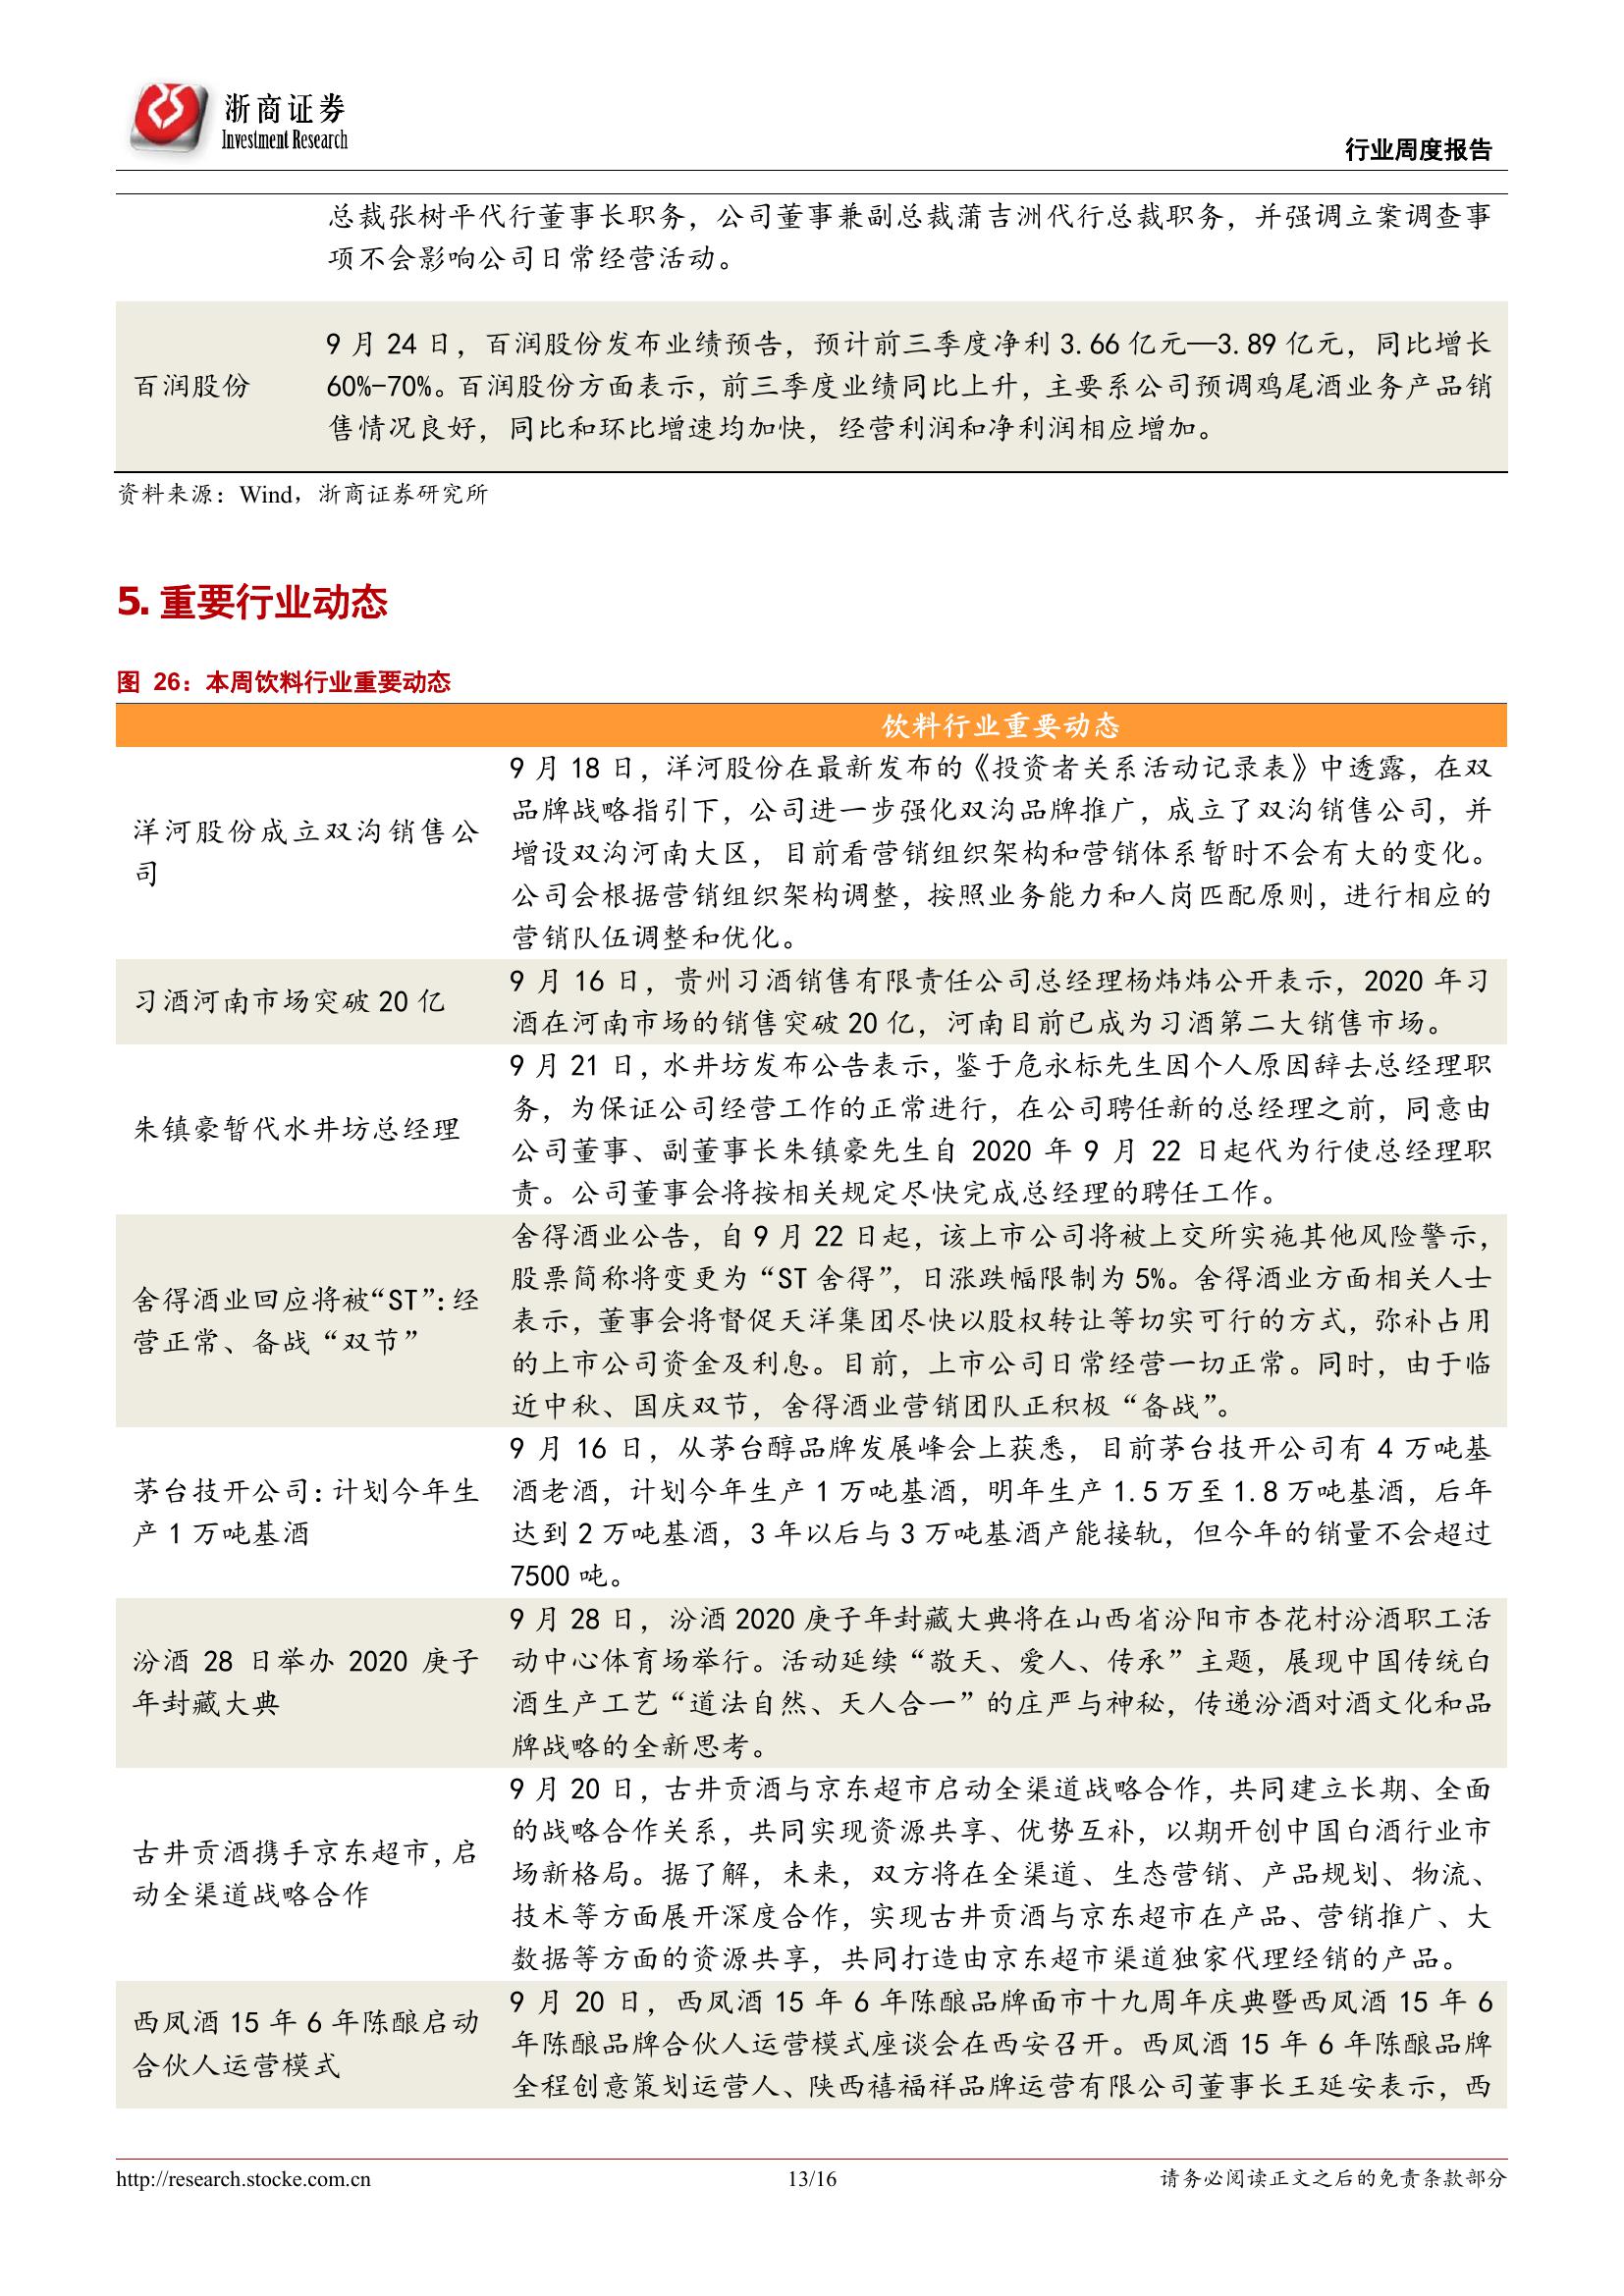 浙商证券
Investment Research
行业周度报告
总裁张树平代行董事长职务，公司董事兼副总裁蒲吉洲代行总裁职务，并强调立案调查事
项不会影响公司日常经营活动。
百润股份
9 月 24 日，百润股份发布业绩预告，预计前三季度净利 3.66 亿元—3.89 亿元，同比增长
60%-70%。百润股份方面表示，前三季度业绩同比上升，主要系公司预调鸡尾酒业务产品销
售情况良好，同比和环比增速均加快，经营利润和净利润相应增加。
资料来源：Wind，浙商证券研究所
5. 重要行业动态
图 26：本周饮料行业重要动态
饮料行业重要动态
洋河股份成立双沟销售公
司
9 月 18 日，洋河股份在最新发布的《投资者关系活动记录表》中透露，在双
品牌战略指引下，公司进一步强化双沟品牌推广，成立了双沟销售公司，并
增设双沟河南大区，目前看营销组织架构和营销体系暂时不会有大的变化。
公司会根据营销组织架构调整，按照业务能力和人岗匹配原则，进行相应的
营销队伍调整和优化。
习酒河南市场突破 20 亿
9 月 16 日，贵州习酒销售有限责任公司总经理杨炜炜公开表示，2020 年习
酒在河南市场的销售突破 20 亿，河南目前已成为习酒第二大销售市场。
朱镇豪暂代水井坊总经理
9 月 21 日，水井坊发布公告表示，鉴于危永标先生因个人原因辞去总经理职
务，为保证公司经营工作的正常进行，在公司聘任新的总经理之前，同意由
公司董事、副董事长朱镇豪先生自 2020 年 9 月 22 日起代为行使总经理职
责。公司董事会将按相关规定尽快完成总经理的聘任工作。
舍得酒业回应将被“ST”：经
营正常、备战“双节”
舍得酒业公告，自 9 月 22 日起，该上市公司将被上交所实施其他风险警示，
股票简称将变更为“ST 舍得”，日涨跌幅限制为 5%。舍得酒业方面相关人士
表示，董事会将督促天洋集团尽快以股权转让等切实可行的方式，弥补占用
的上市公司资金及利息。目前，上市公司日常经营一切正常。同时，由于临
近中秋、国庆双节，舍得酒业营销团队正积极“备战”。
茅台技开公司：计划今年生
产 1 万吨基酒
9 月 16 日，从茅台醇品牌发展峰会上获悉，目前茅台技开公司有 4 万吨基
酒老酒，计划今年生产 1 万吨基酒，明年生产 1.5 万至 1.8 万吨基酒，后年
达到 2 万吨基酒，3 年以后与 3 万吨基酒产能接轨，但今年的销量不会超过
7500 吨。
汾酒 28 日举办 2020 庚子
年封藏大典
9 月 28 日，汾酒 2020 庚子年封藏大典将在山西省汾阳市杏花村汾酒职工活
动中心体育场举行。活动延续“敬天、爱人、传承”主题，展现中国传统白
酒生产工艺“道法自然、天人合一”的庄严与神秘，传递汾酒对酒文化和品
牌战略的全新思考。
古井贡酒携手京东超市，启
动全渠道战略合作
9 月 20 日，古井贡酒与京东超市启动全渠道战略合作，共同建立长期、全面
的战略合作关系，共同实现资源共享、优势互补，以期开创中国白酒行业市
场新格局。据了解，未来，双方将在全渠道、生态营销、产品规划、物流、
技术等方面展开深度合作，实现古井贡酒与京东超市在产品、营销推广、大
数据等方面的资源共享，共同打造由京东超市渠道独家代理经销的产品。
西凤酒 15 年 6 年陈酿启动
合伙人运营模式
9 月 20 日，西凤酒 15 年 6 年陈酿品牌面市十九周年庆典暨西凤酒 15 年 6
年陈酿品牌合伙人运营模式座谈会在西安召开。西凤酒 15 年 6 年陈酿品牌
全程创意策划运营人、陕西禧福祥品牌运营有限公司董事长王延安表示，西
http://research.stocke.com.cn
13/16
请务必阅读正文之后的免责条款部分